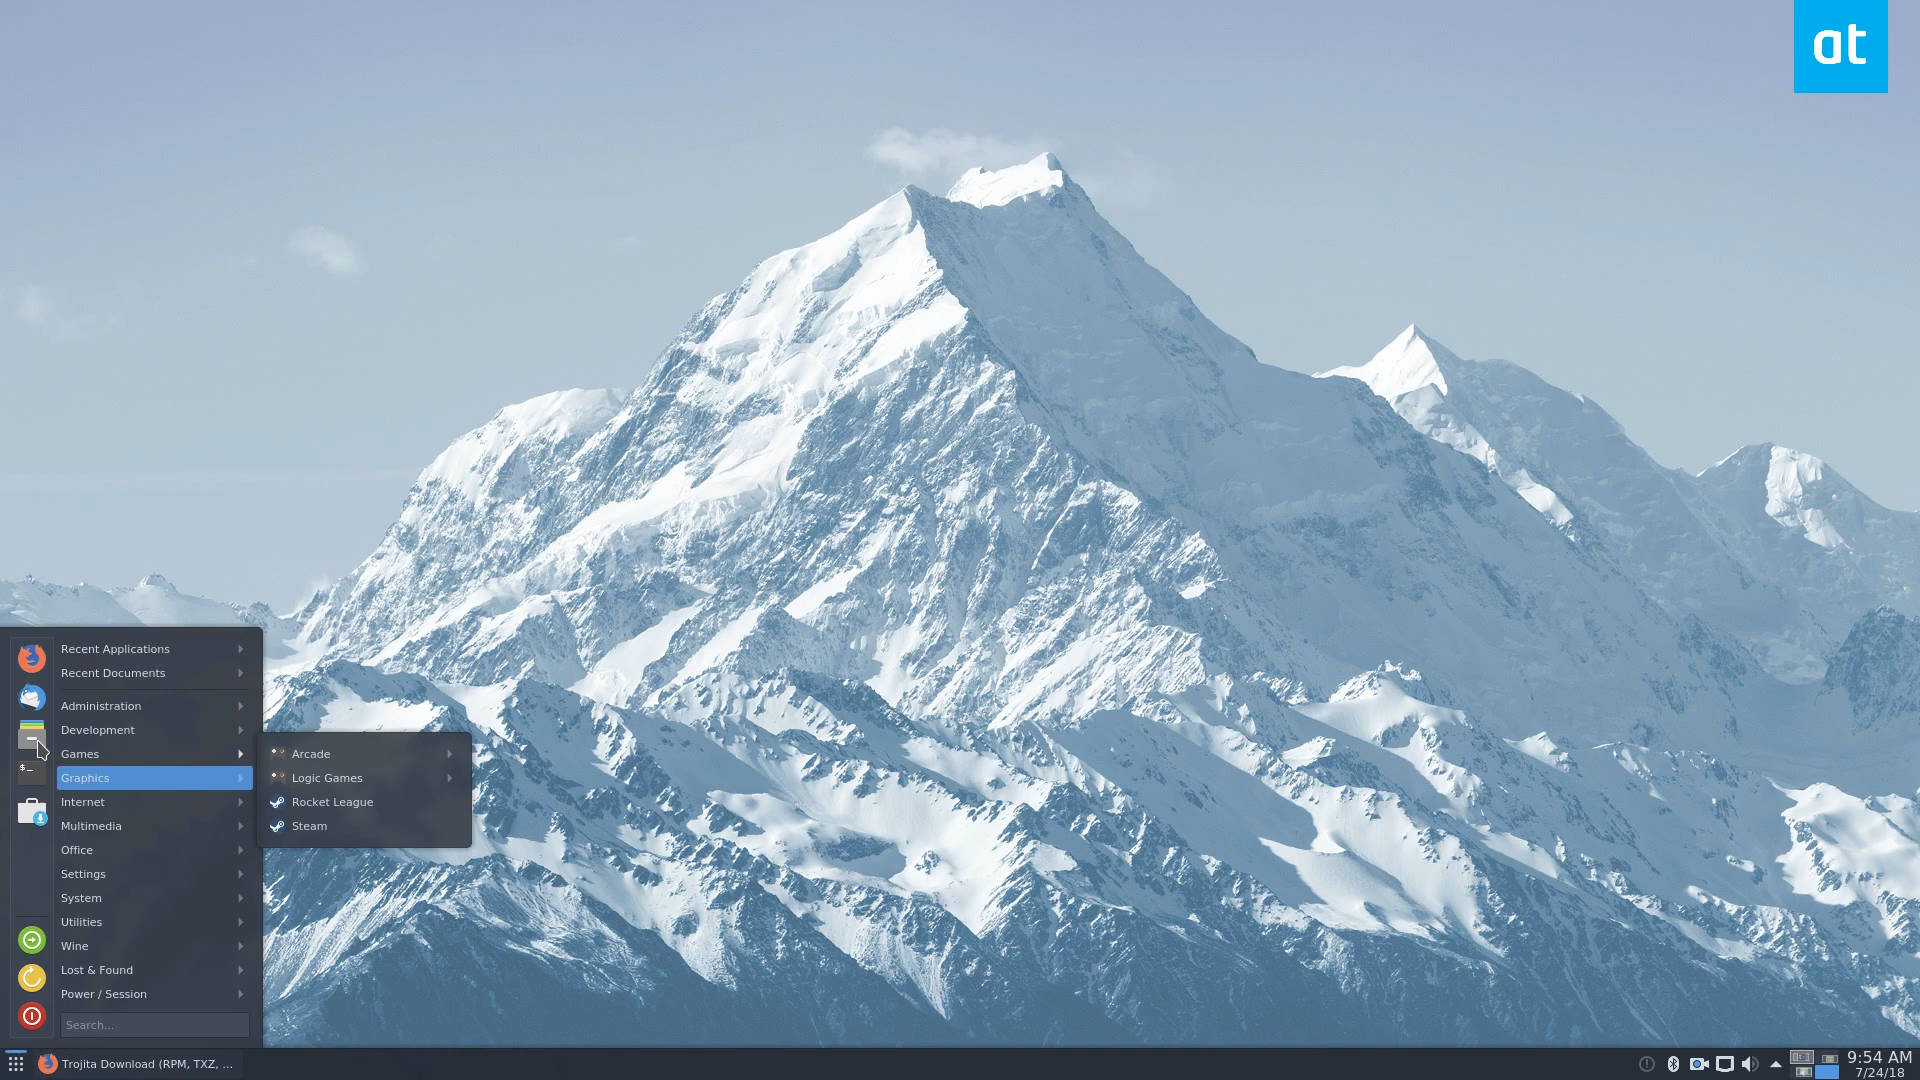 at
Recent Applications
Recent Documents
Administration
Development
Games
Graphics
Internet
Multimedia
Office
Settings
System
Utilities
Wine
Lost & Found
Power / Session
Search...
Arcade
Logic Games
Rocket League
Steam
$_
Trojita Download (RPM, TXZ, ...
9:54 AM
7/24/18